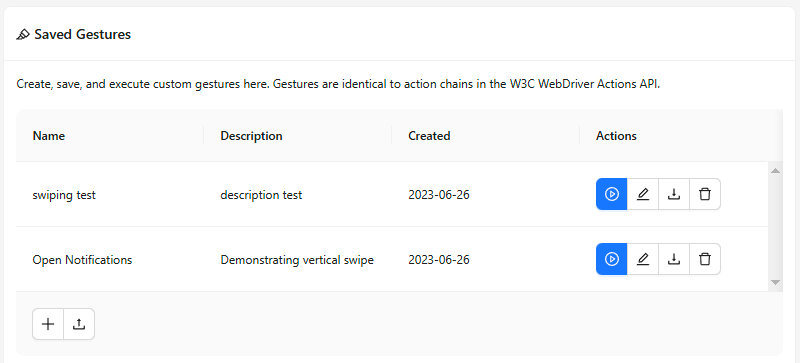 Saved Gestures
Create, save, and execute custom gestures here. Gestures are identical to action chains in the W3C WebDriver Actions API.
Name Description Created Actions
swiping test description test 2023-06-26
Open Notifications Demonstrating vertical swipe 2023-06-26